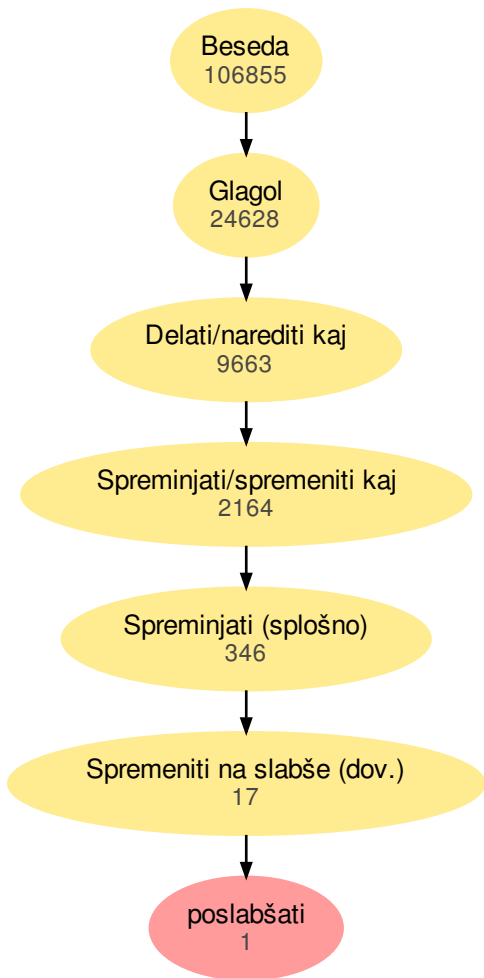 Beseda
106855
Glagol
24628
Delati/narediti kaj
9663
Spreminjati/spremeniti kaj
2164
Spreminjati (splošno)
346
Spremeniti na slabše (dov.)
17
poslabšati
1